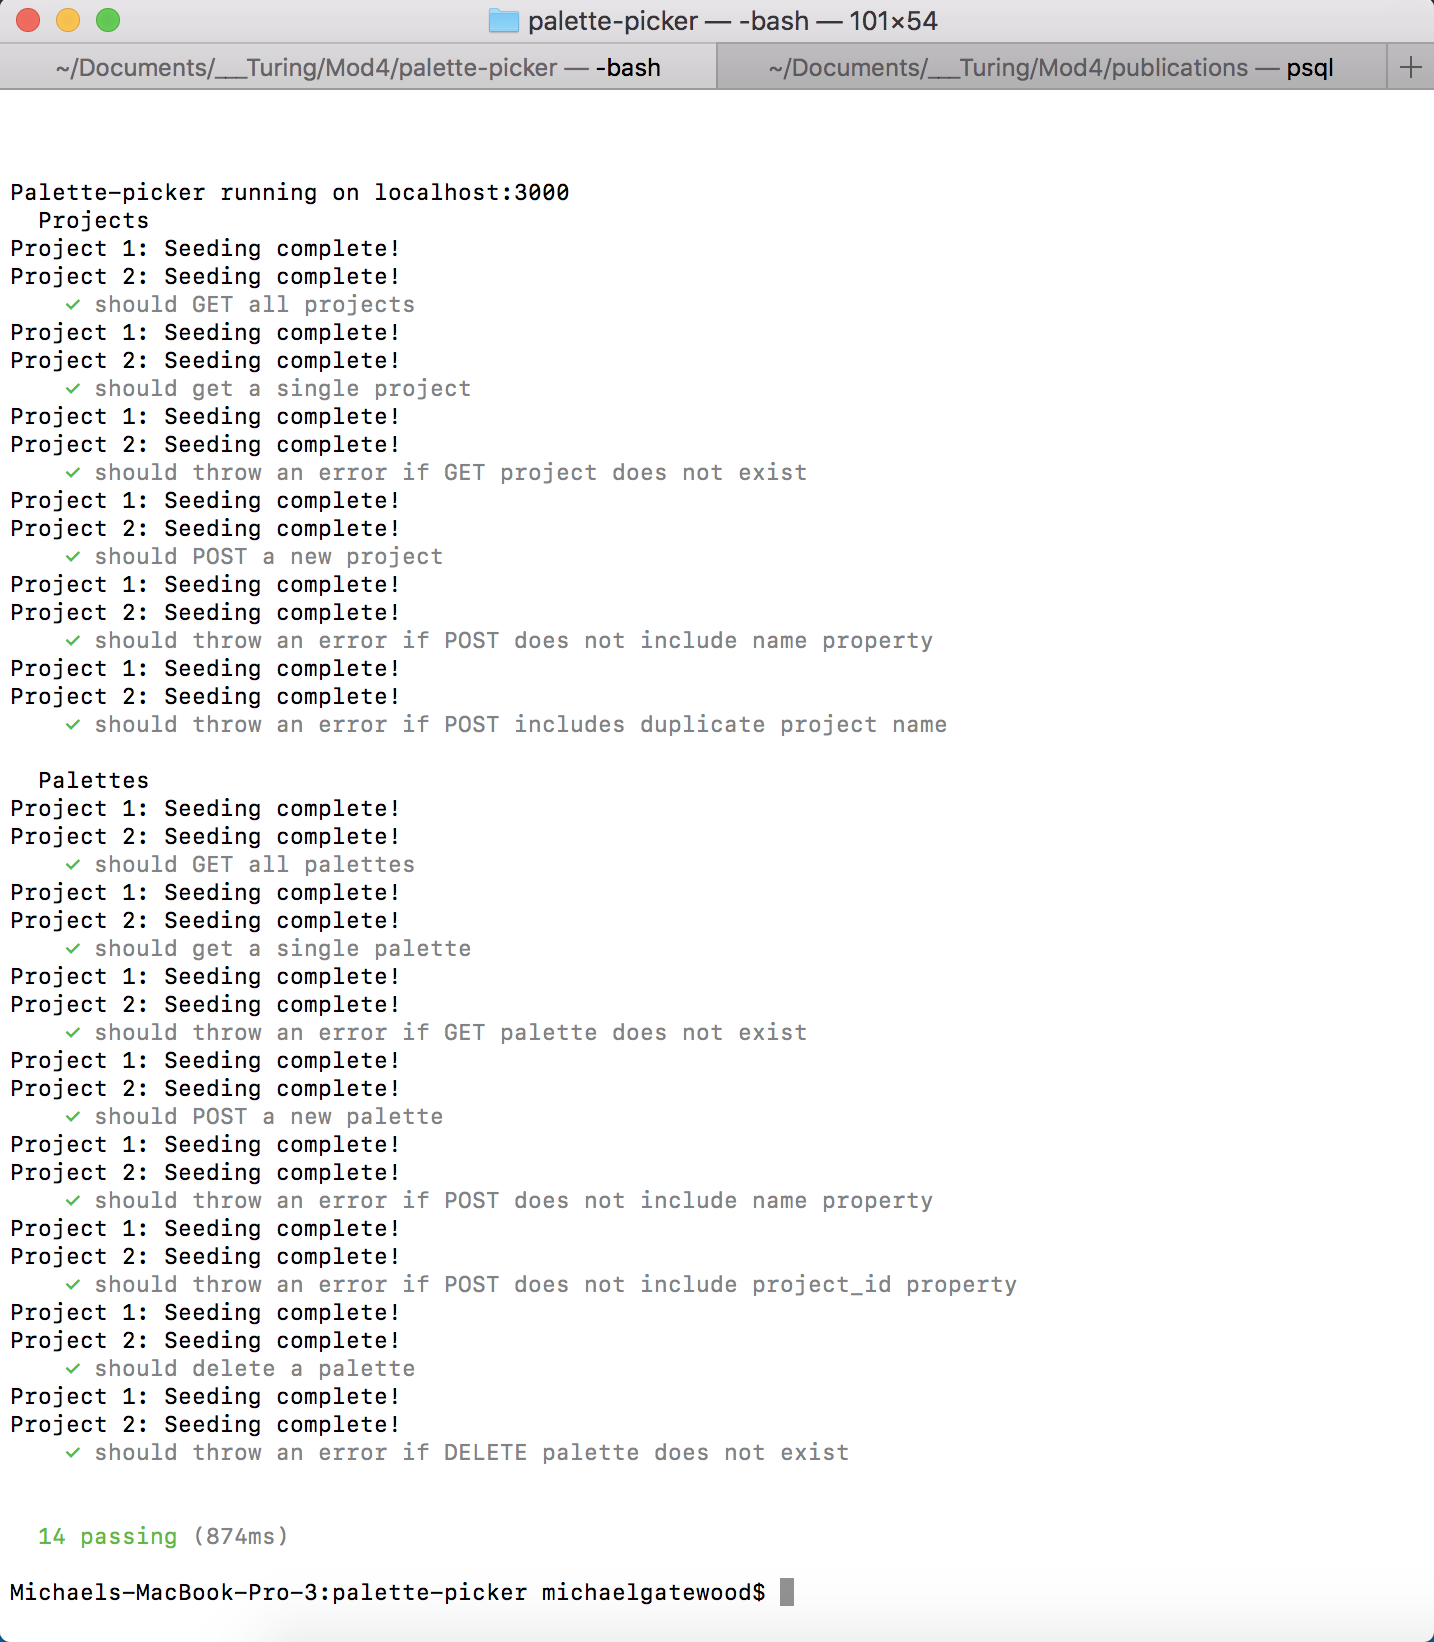 palette-picker — -bash — 101×54
~/Documents/___Turing/Mod4/palette-picker — -bash
~/Documents/___Turing/Mod4/publications — psql
Palette-picker running on localhost:3000
Projects
Project 1: Seeding complete!
Project 2: Seeding complete!
✓ should GET all projects
Project 1: Seeding complete!
Project 2: Seeding complete!
✓ should get a single project
Project 1: Seeding complete!
Project 2: Seeding complete!
✓ should throw an error if GET project does not exist
Project 1: Seeding complete!
Project 2: Seeding complete!
✓ should POST a new project
Project 1: Seeding complete!
Project 2: Seeding complete!
✓ should throw an error if POST does not include name property
Project 1: Seeding complete!
Project 2: Seeding complete!
✓ should throw an error if POST includes duplicate project name
Palettes
Project 1: Seeding complete!
Project 2: Seeding complete!
✓ should GET all palettes
Project 1: Seeding complete!
Project 2: Seeding complete!
✓ should get a single palette
Project 1: Seeding complete!
Project 2: Seeding complete!
✓ should throw an error if GET palette does not exist
Project 1: Seeding complete!
Project 2: Seeding complete!
✓ should POST a new palette
Project 1: Seeding complete!
Project 2: Seeding complete!
✓ should throw an error if POST does not include name property
Project 1: Seeding complete!
Project 2: Seeding complete!
✓ should throw an error if POST does not include project_id property
Project 1: Seeding complete!
Project 2: Seeding complete!
✓ should delete a palette
Project 1: Seeding complete!
Project 2: Seeding complete!
✓ should throw an error if DELETE palette does not exist
14 passing (874ms)
Michaels-MacBook-Pro-3:palette-picker michaelgatewood$